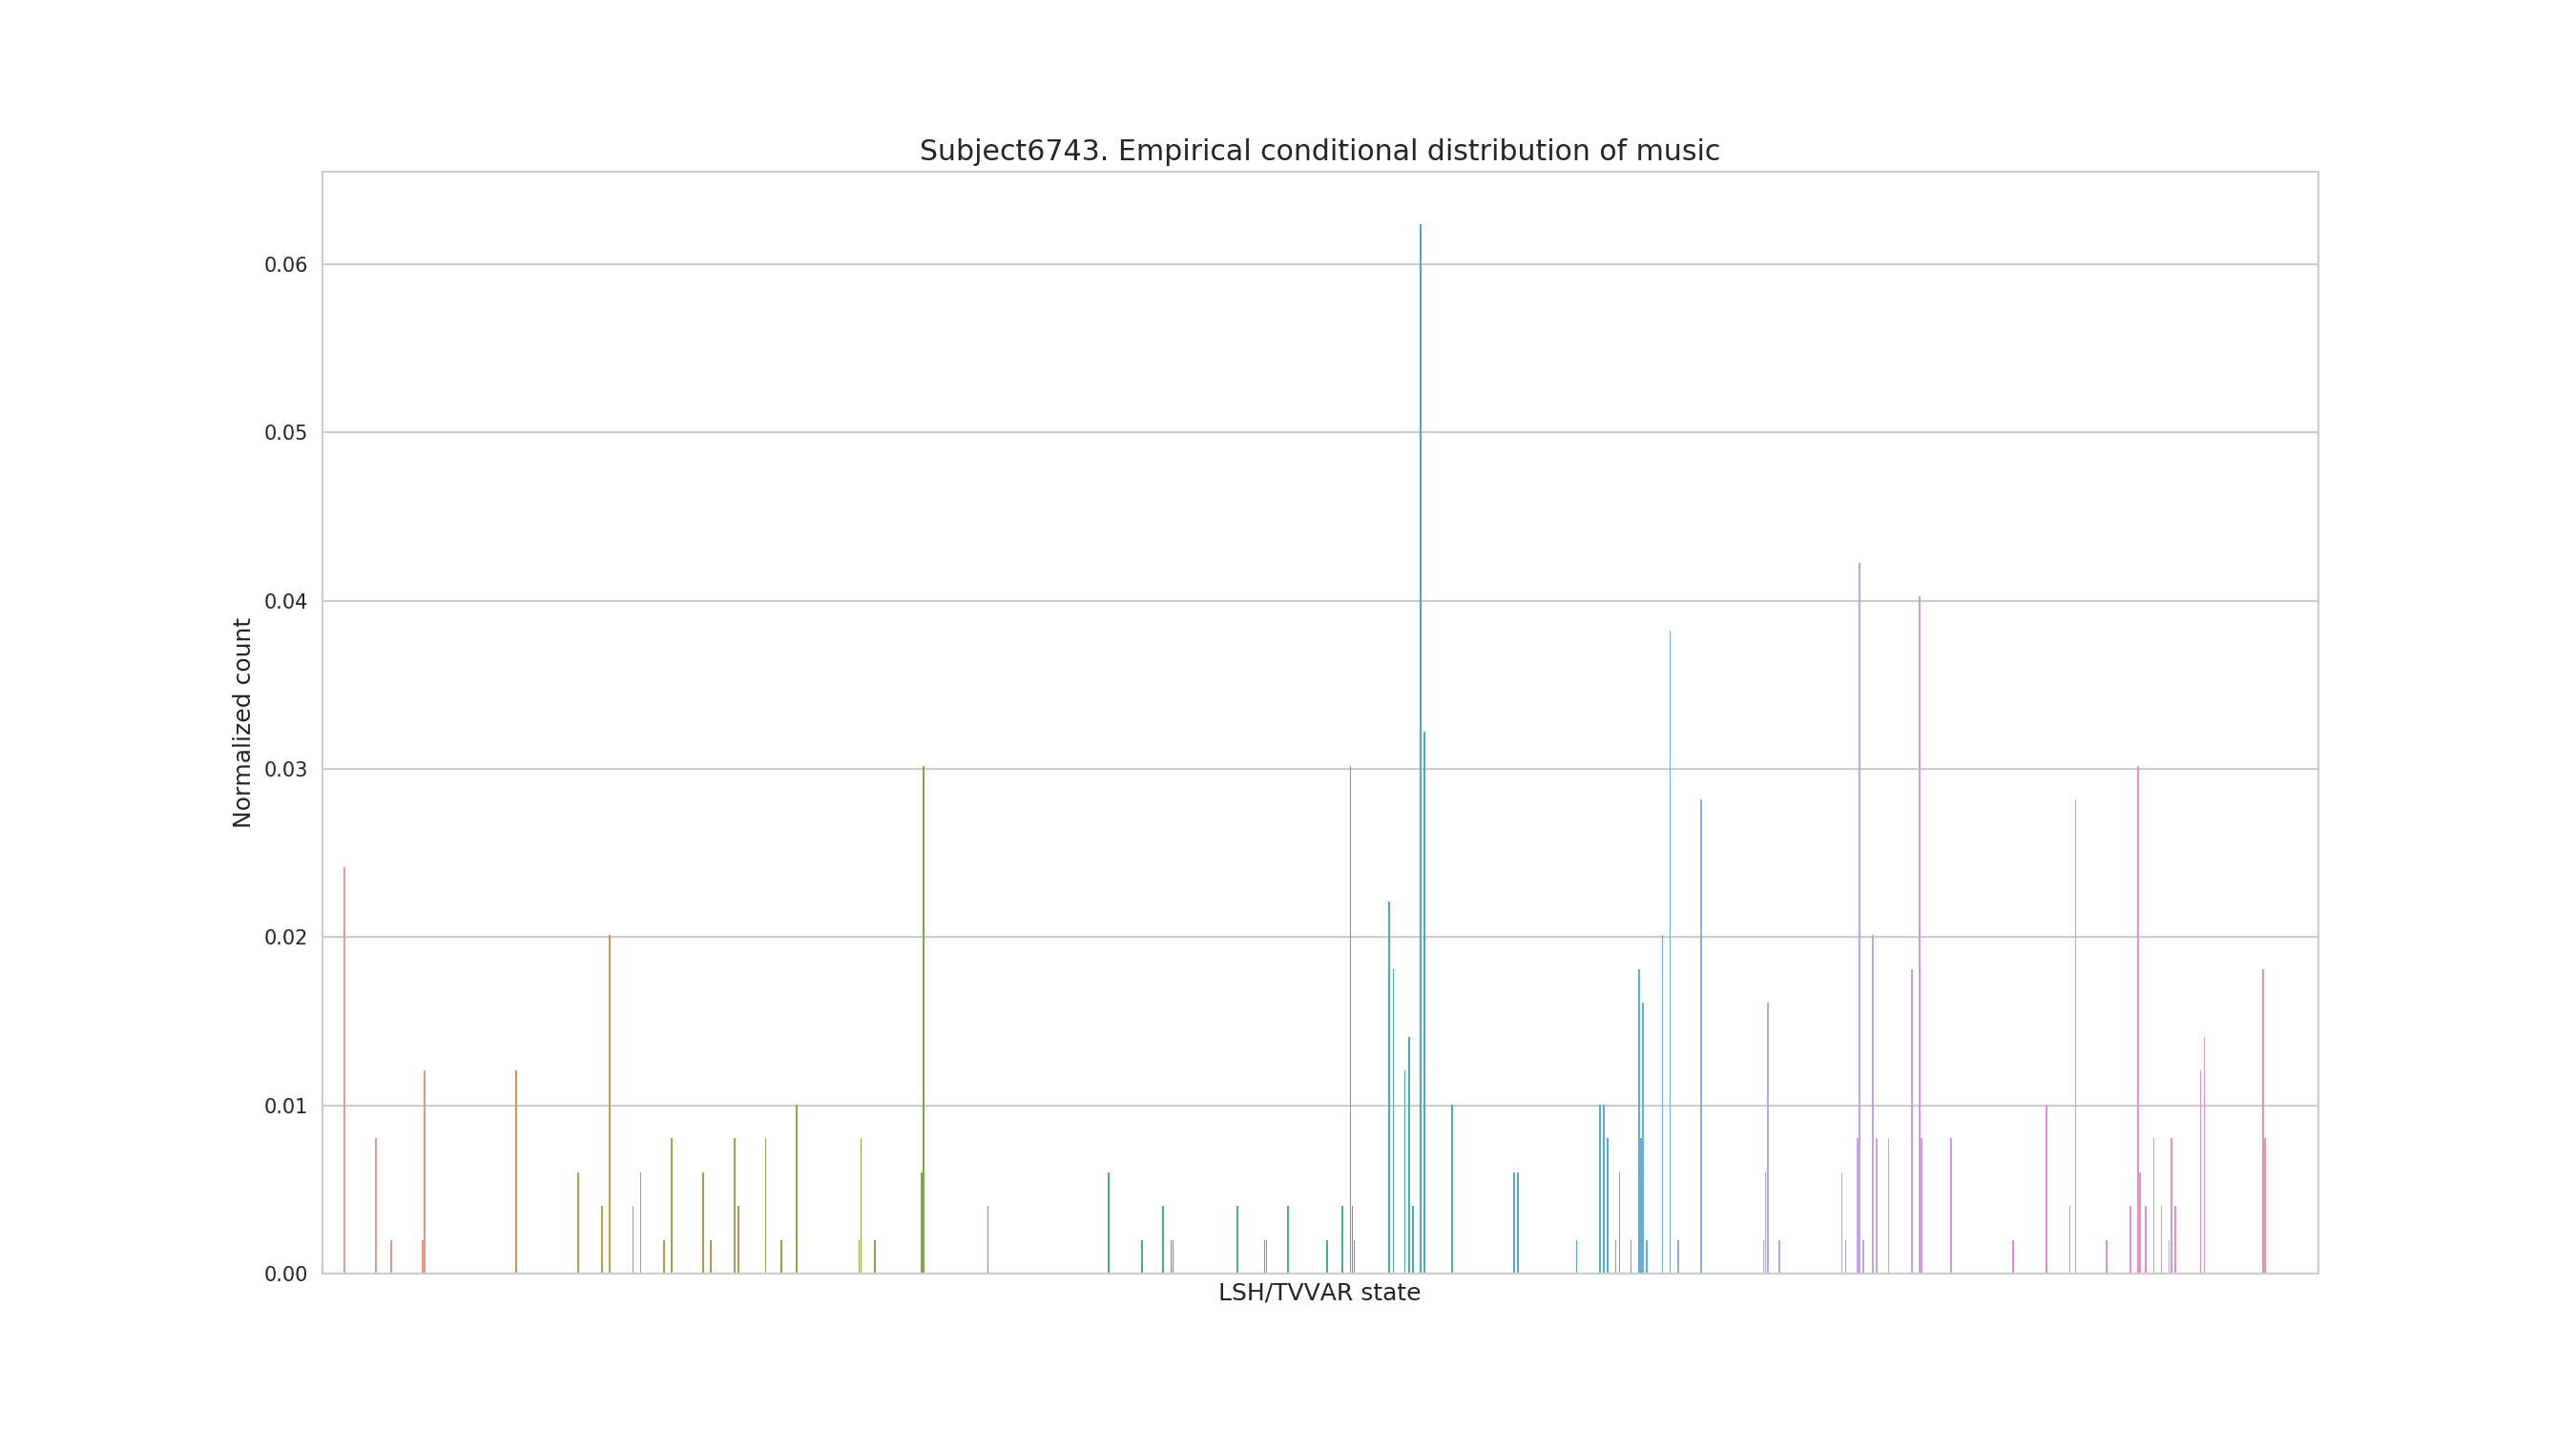 Subject6743. Empirical conditional distribution of music
0.06
0.05
0.04
0.03
0.02
0.01
0.00
Normalized count
LSH/TVVAR state